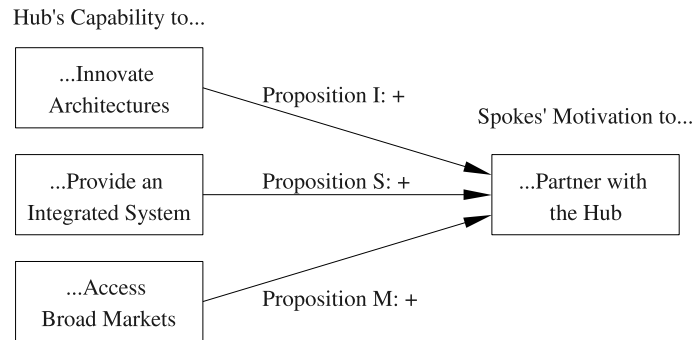 Hub's Capability to...
...Innovate
Architectures
Proposition I: +
Spokes' Motivation to...
...Provide an
Integrated System
Proposition S: +
...Partner with
the Hub
...Access
Broad Markets
Proposition M: +